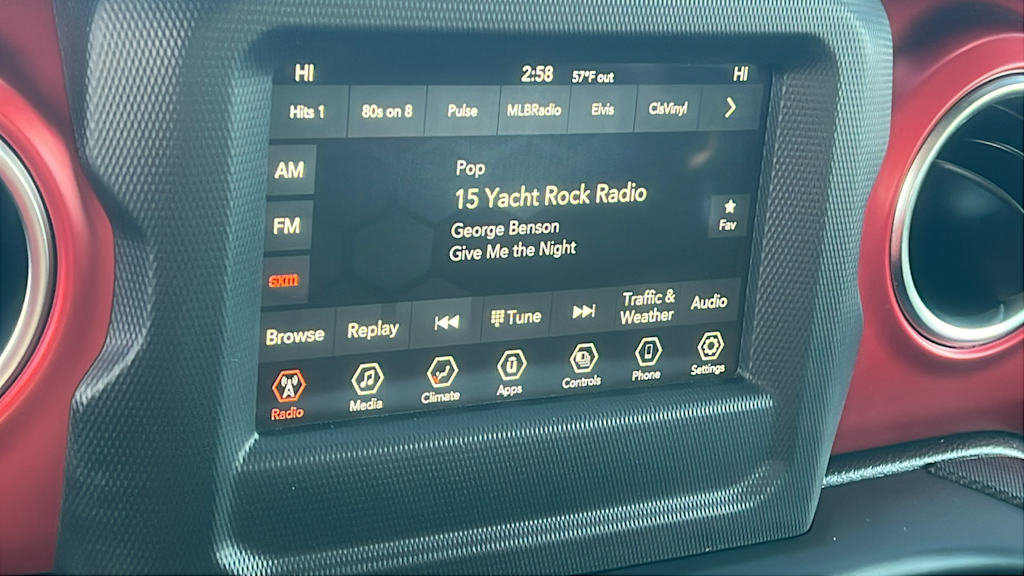 HI 2:58 57°F out HI
Hits 1 80s on 8 Pulse MLBRadio Elvis ClsVinyl
AM
FM
sxm
Pop
15 Yacht Rock Radio
George Benson
Give Me the Night
Fav
Browse Replay Tune Traffic & Weather Audio
Radio Media Climate Apps Controls Phone Settings